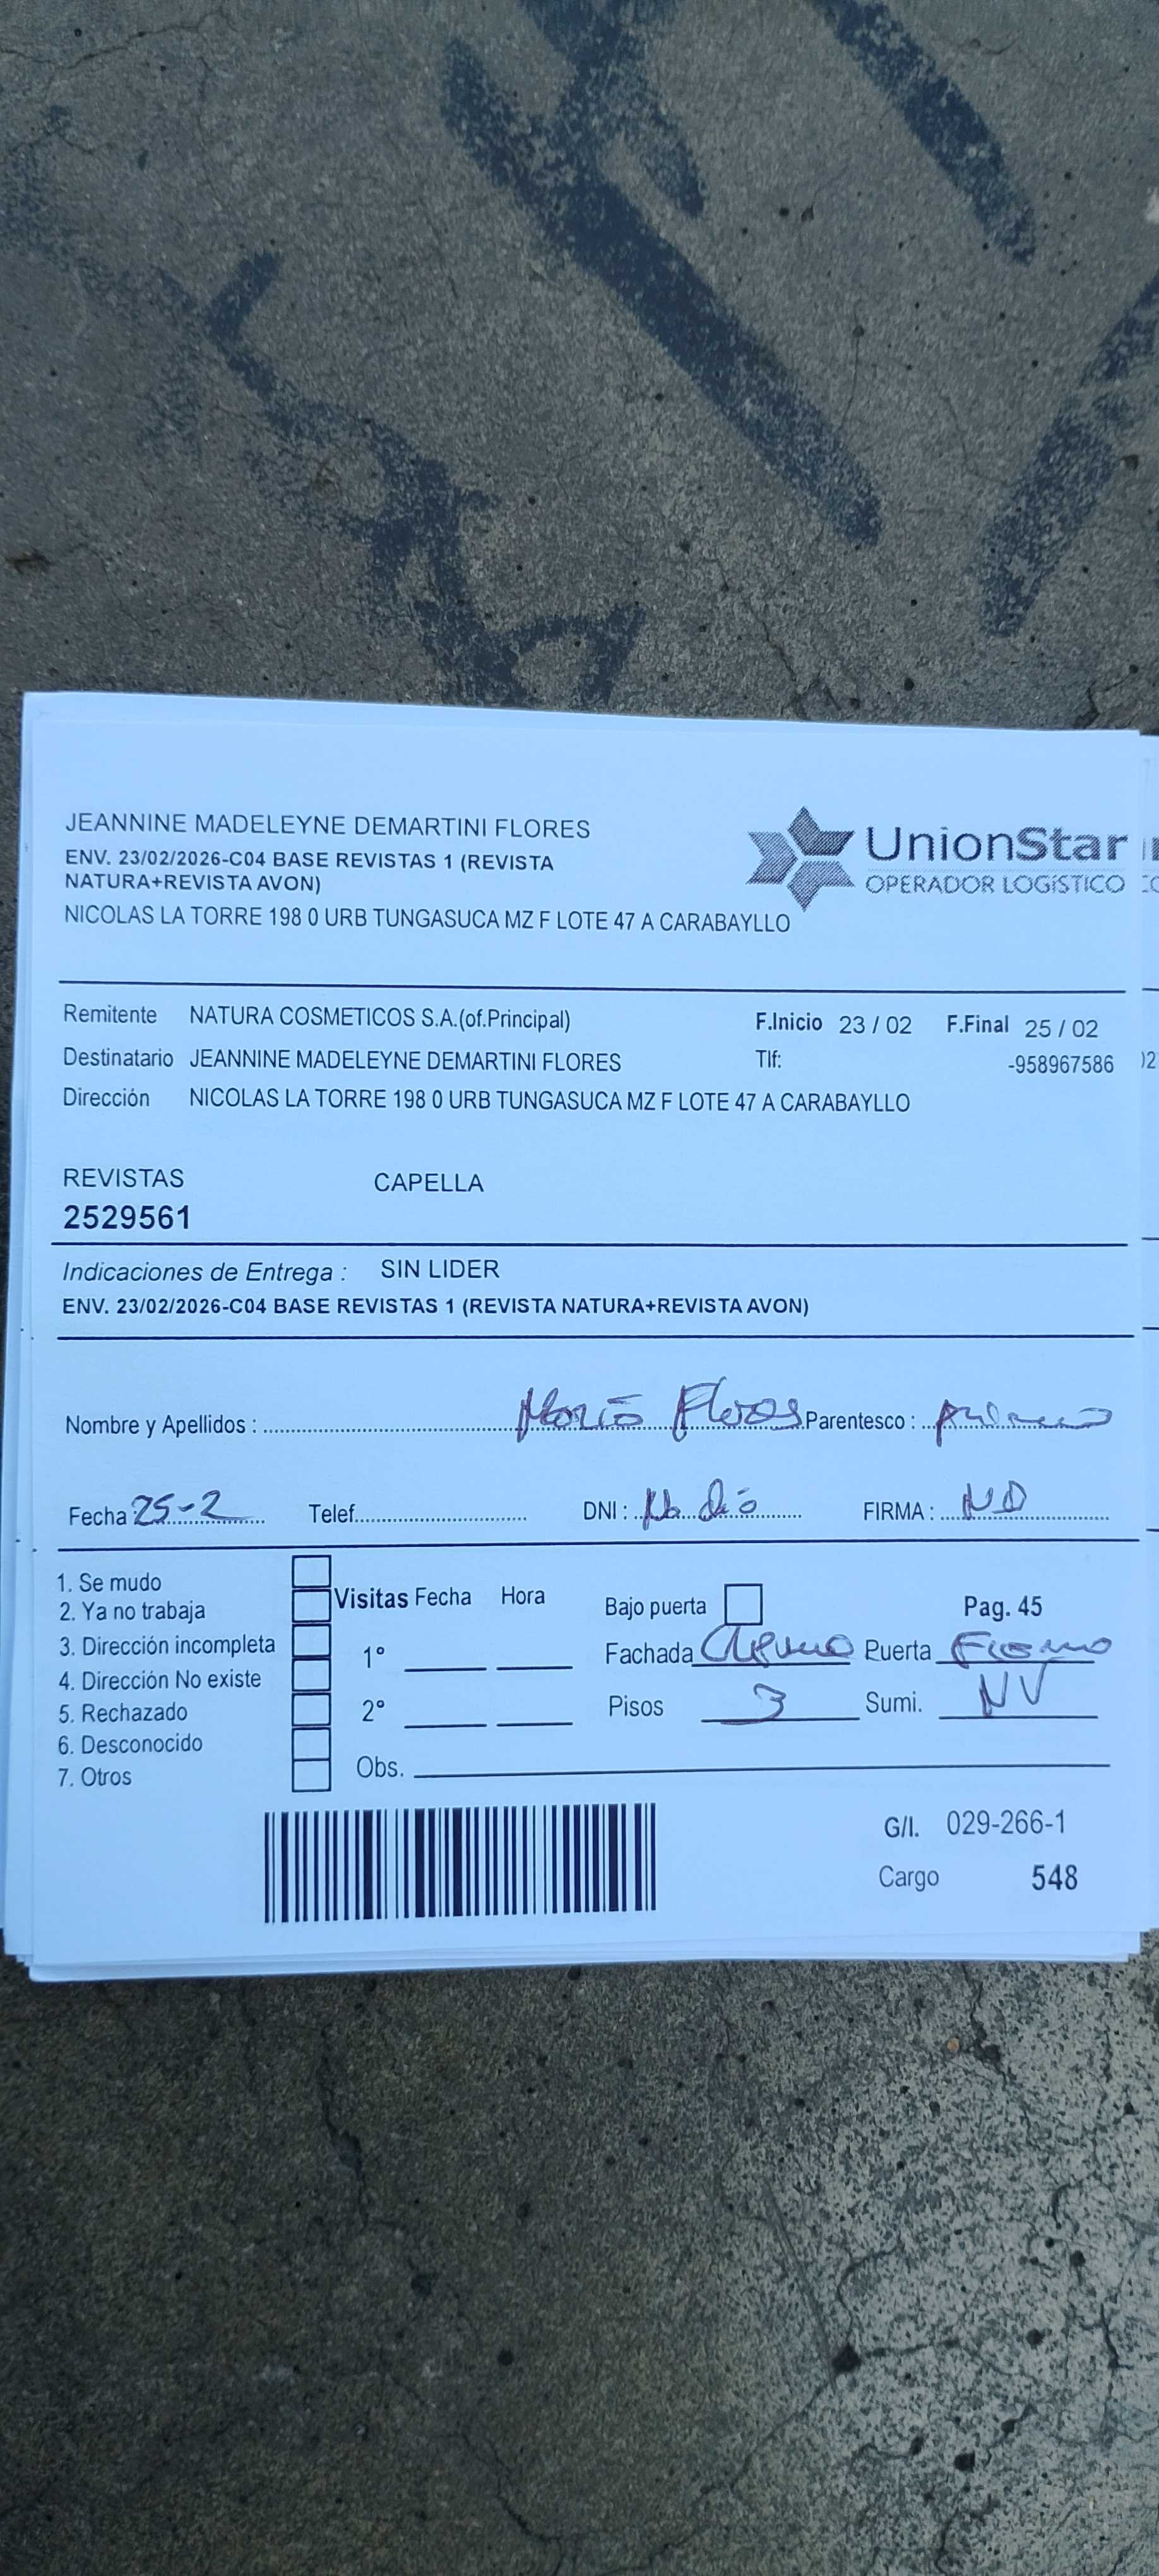 JEANNINE MADELEYNE DEMARTINI FLORES
ENV. 23/02/2026-C04 BASE REVISTAS 1 (REVISTA
NATURA+REVISTA AVON)
NICOLAS LA TORRE 198 0 URB TUNGASUCA MZ F LOTE 47 A CARABAYLLO
UnionStar
OPERADOR LOGÍSTICO
Remitente NATURA COSMETICOS S.A.(of.Principal) F.Inicio 23 / 02 F.Final 25 / 02
Destinatario JEANNINE MADELEYNE DEMARTINI FLORES Tlf: -958967586
Dirección NICOLAS LA TORRE 198 0 URB TUNGASUCA MZ F LOTE 47 A CARABAYLLO
REVISTAS CAPELLA
2529561
Indicaciones de Entrega : SIN LIDER
ENV. 23/02/2026-C04 BASE REVISTAS 1 (REVISTA NATURA+REVISTA AVON)
Nombre y Apellidos : María Flores Parentesco :
Fecha 25-2 Telef. DNI : No dió FIRMA : ND
1. Se mudo
2. Ya no trabaja
3. Dirección incompleta
4. Dirección No existe
5. Rechazado
6. Desconocido
7. Otros
Visitas Fecha Hora
1°
2°
Obs.
Bajo puerta Pag. 45
Fachada Puerta
Pisos 3 Sumi. NV
G/I. 029-266-1
Cargo 548